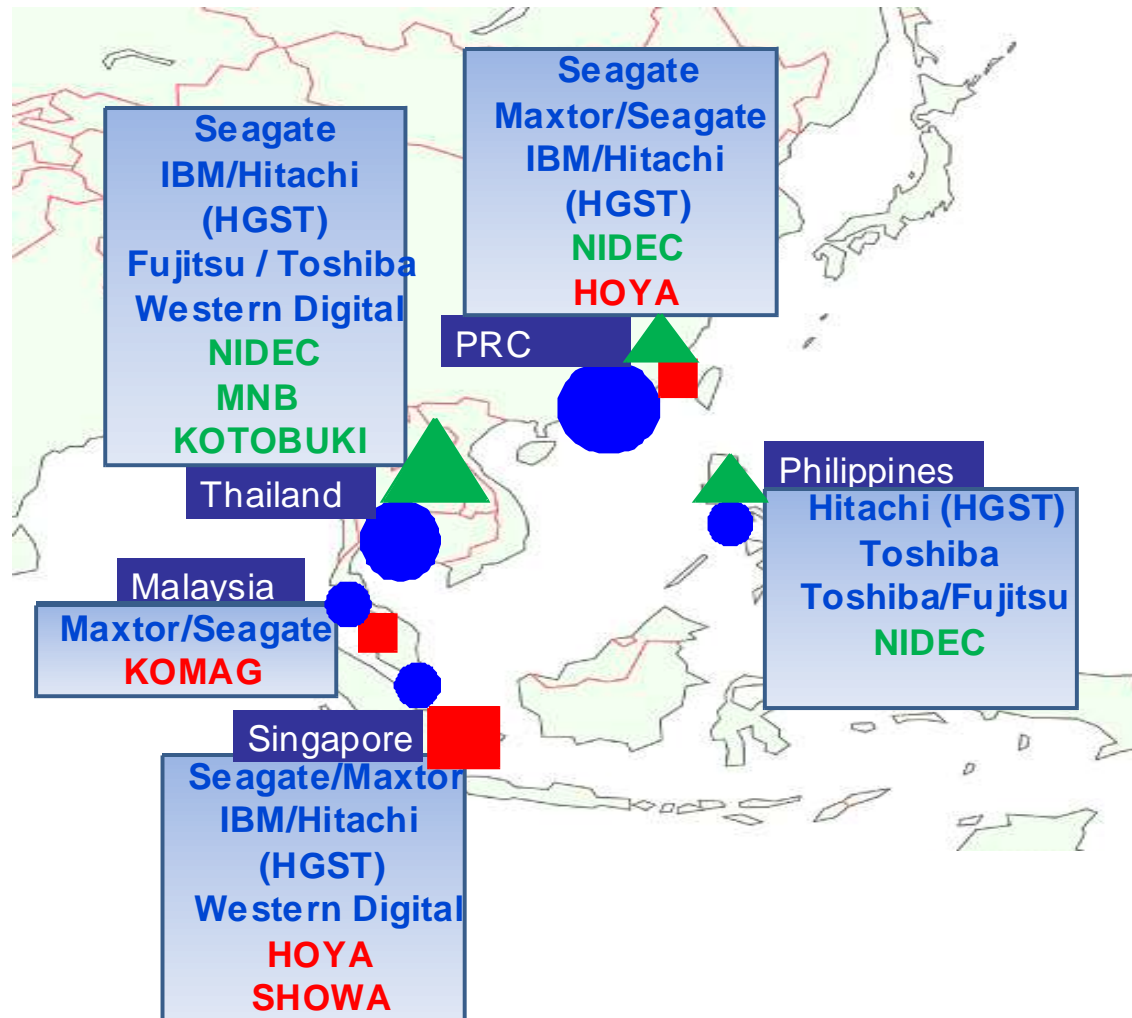 Seagate
Maxtor/Seagate
IBM/Hitachi
(HGST)
NIDEC
HOYA
PRC
Seagate
IBM/Hitachi
(HGST)
Fujitsu / Toshiba
Western Digital
NIDEC
MNB
KOTOBUKI
Thailand
Philippines
Hitachi (HGST)
Toshiba
Toshiba/Fujitsu
NIDEC
Malaysia
Maxtor/Seagate
KOMAG
Singapore
Seagate/Maxtor
IBM/Hitachi
(HGST)
Western Digital
HOYA
SHOWA